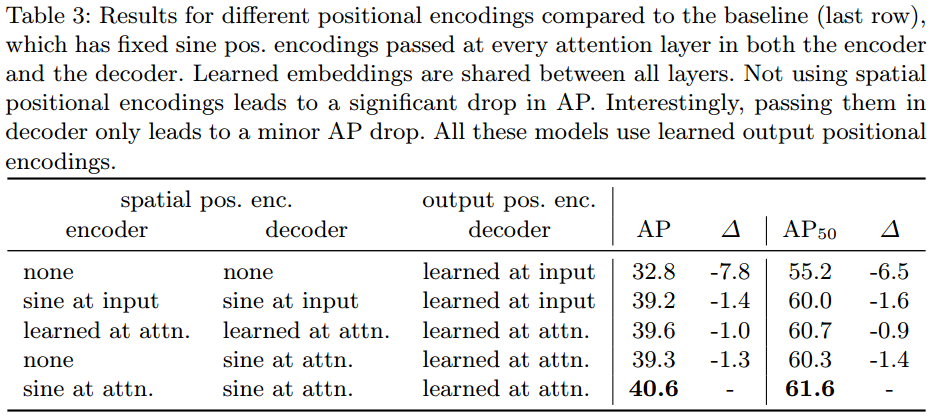 Table 3: Results for different positional encodings compared to the baseline (last row),
which has fixed sine pos. encodings passed at every attention layer in both the encoder
and the decoder. Learned embeddings are shared between all layers. Not using spatial
positional encodings leads to a significant drop in AP. Interestingly, passing them in
decoder only leads to a minor AP drop. All these models use learned output positional
encodings.
spatial pos. enc. output pos. enc.
encoder decoder decoder AP Δ AP50 Δ
none none learned at input 32.8 -7.8 55.2 -6.5
sine at input sine at input learned at input 39.2 -1.4 60.0 -1.6
learned at attn. learned at attn. learned at attn. 39.6 -1.0 60.7 -0.9
none sine at attn. learned at attn. 39.3 -1.3 60.3 -1.4
sine at attn. sine at attn. learned at attn. 40.6 - 61.6 -